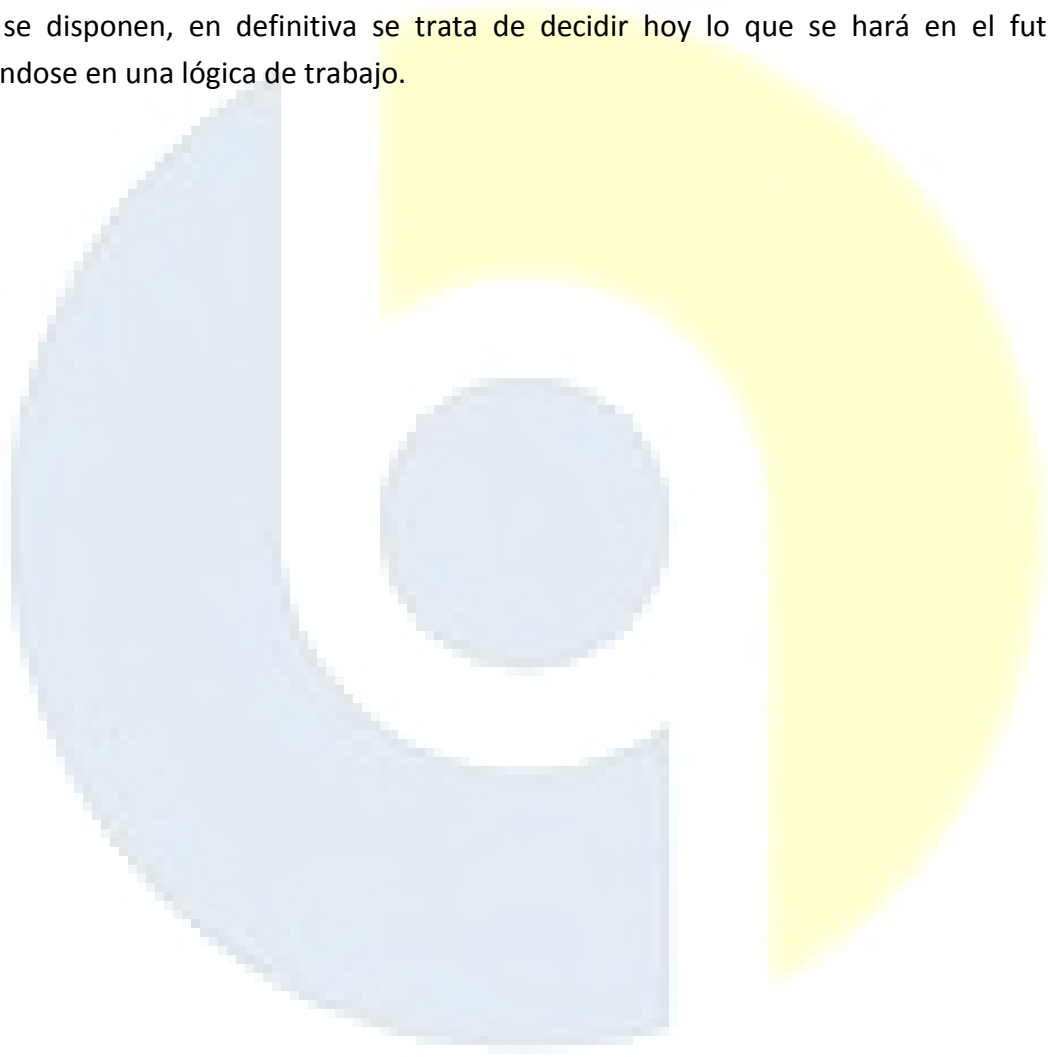 se disponen, en definitiva se trata de decidir hoy lo que se hará en el fut
ndose en una lógica de trabajo.